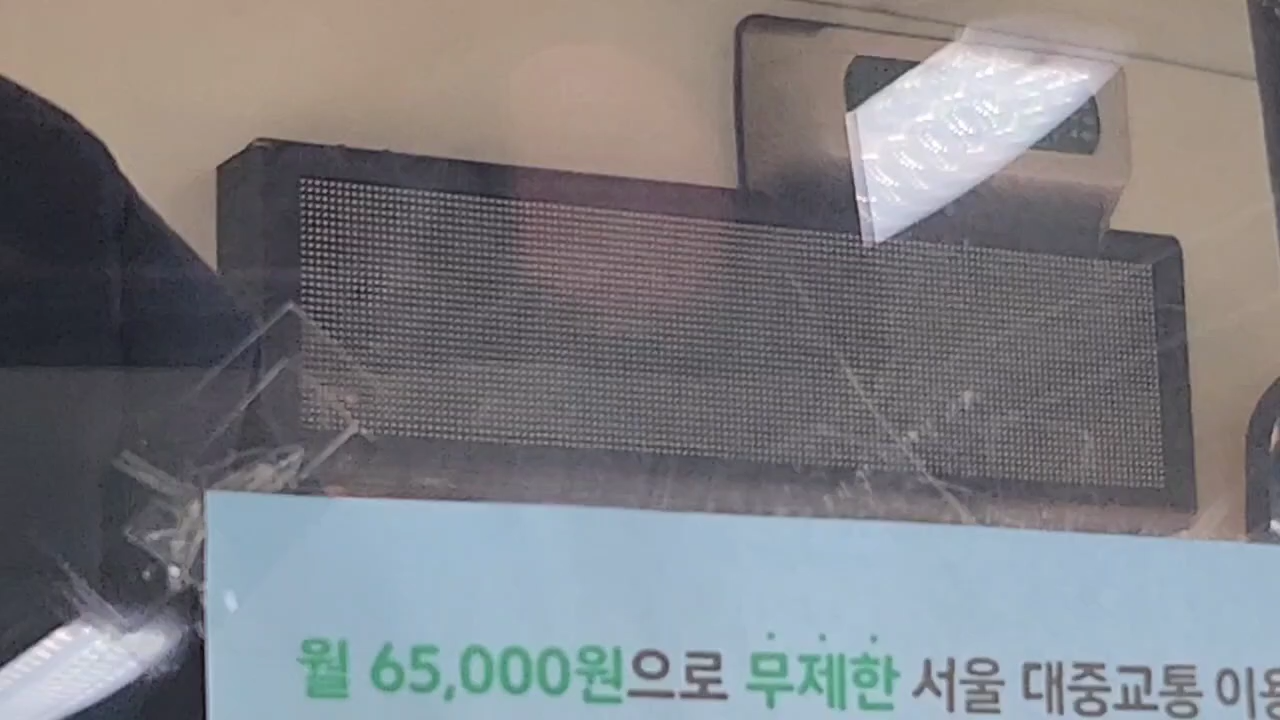 월 65,000원으로 무제한 서울 대중교통 이용